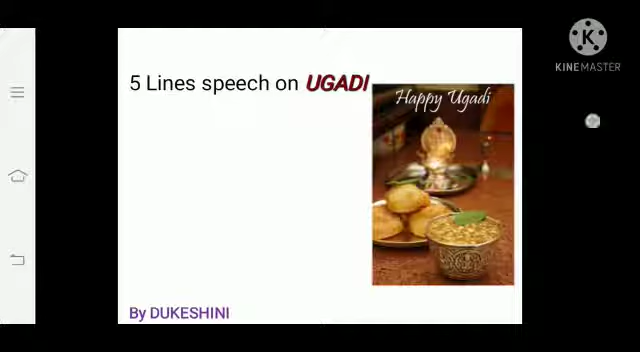 KINEMASTER
5 Lines speech on UGADI
Happy Ugadi
By DUKESHINI